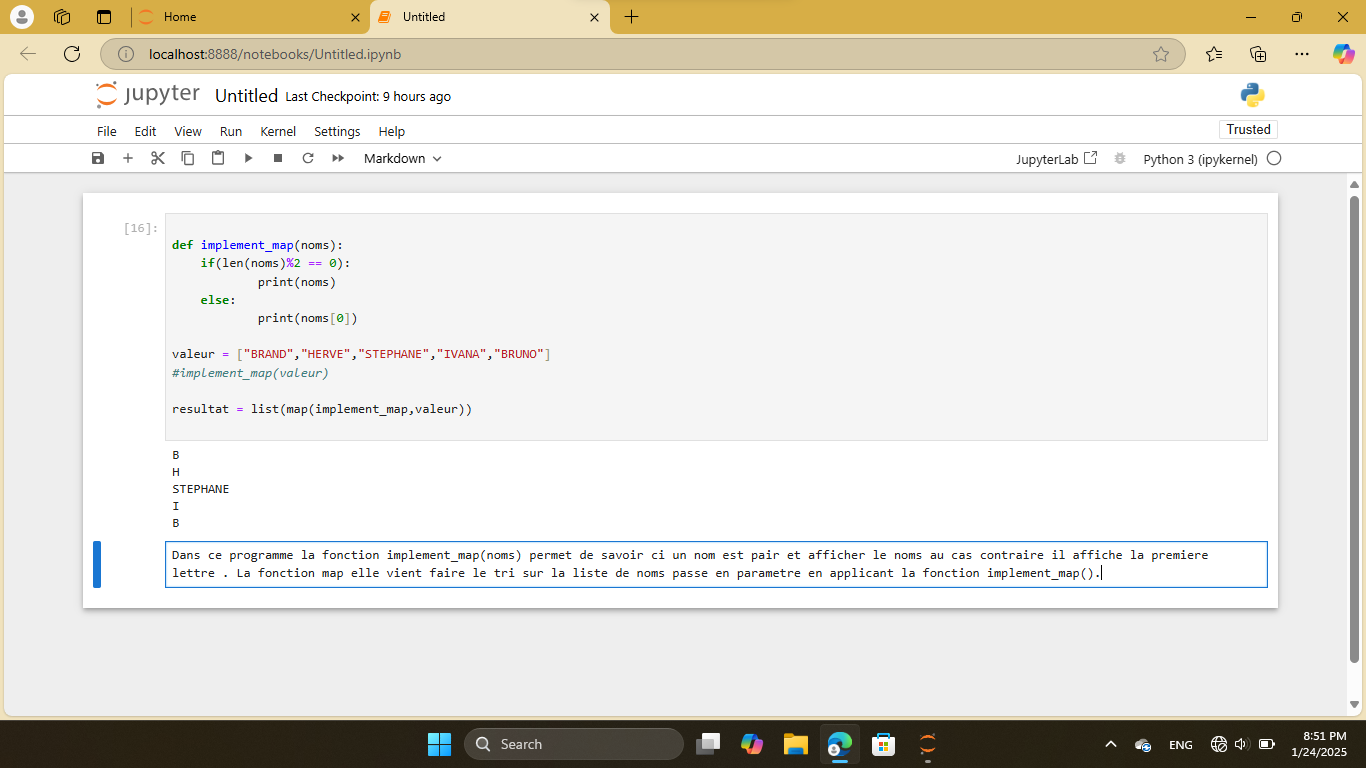 Home
Untitled
localhost:8888/notebooks/Untitled.ipynb
jupyter Untitled Last Checkpoint: 9 hours ago
File Edit View Run Kernel Settings Help
Trusted
Markdown
JupyterLab
Python 3 (ipykernel)
[16]:
def implement_map(noms):
    if(len(noms)%2 == 0):
            print(noms)
    else:
            print(noms[0])
valeur = ["BRAND","HERVE","STEPHANE","IVANA","BRUNO"]
#implement_map(valeur)
resultat = list(map(implement_map,valeur))
B
H
STEPHANE
I
B
Dans ce programme la fonction implement_map(noms) permet de savoir ci un nom est pair et afficher le noms au cas contraire il affiche la premiere
lettre . La fonction map elle vient faire le tri sur la liste de noms passe en parametre en applicant la fonction implement_map().
Search
ENG
8:51 PM
1/24/2025